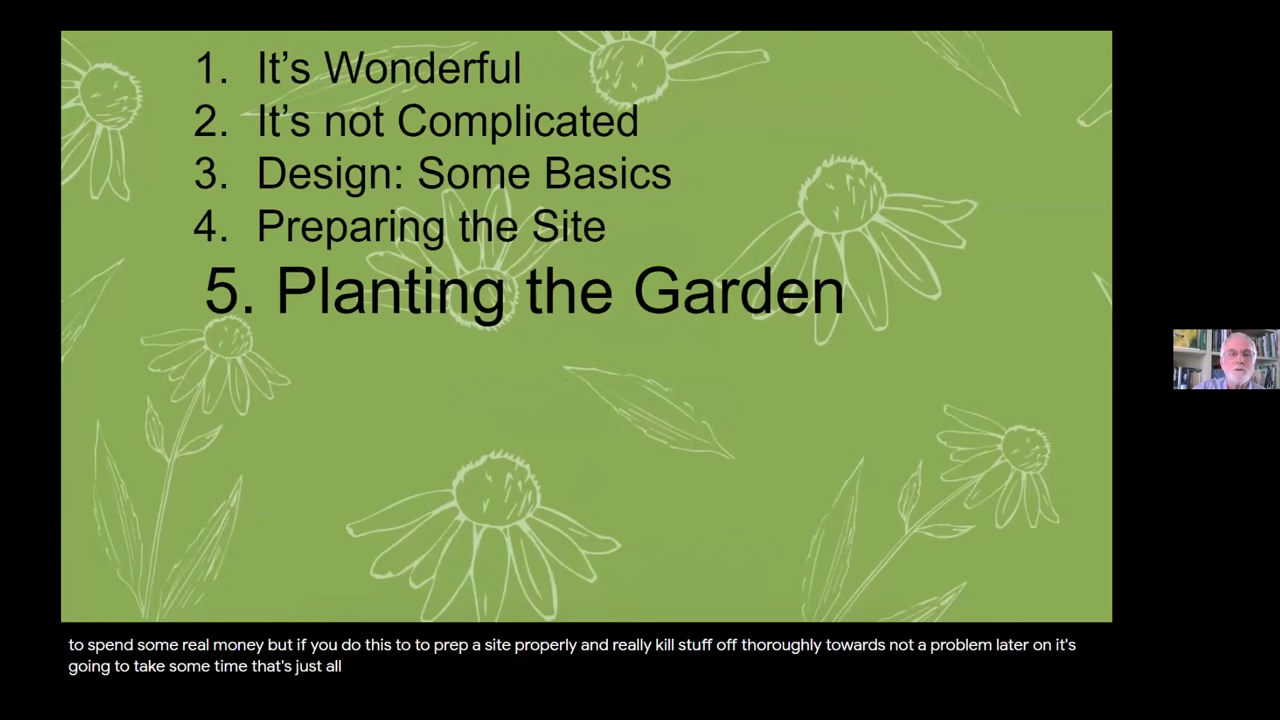 1. It's Wonderful
2. It's not Complicated
3. Design: Some Basics
4. Preparing the Site
5. Planting the Garden
to spend some real money but if you do this to to prep a site properly and really kill stuff off thoroughly towards not a problem later on it's
going to take some time that's just all